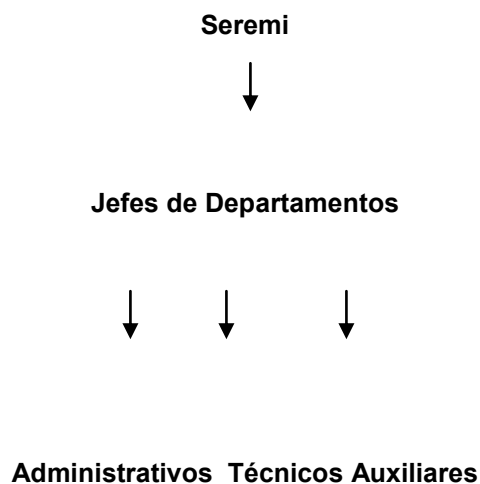 Seremi
Jefes de Departamentos
Administrativos Técnicos Auxiliares